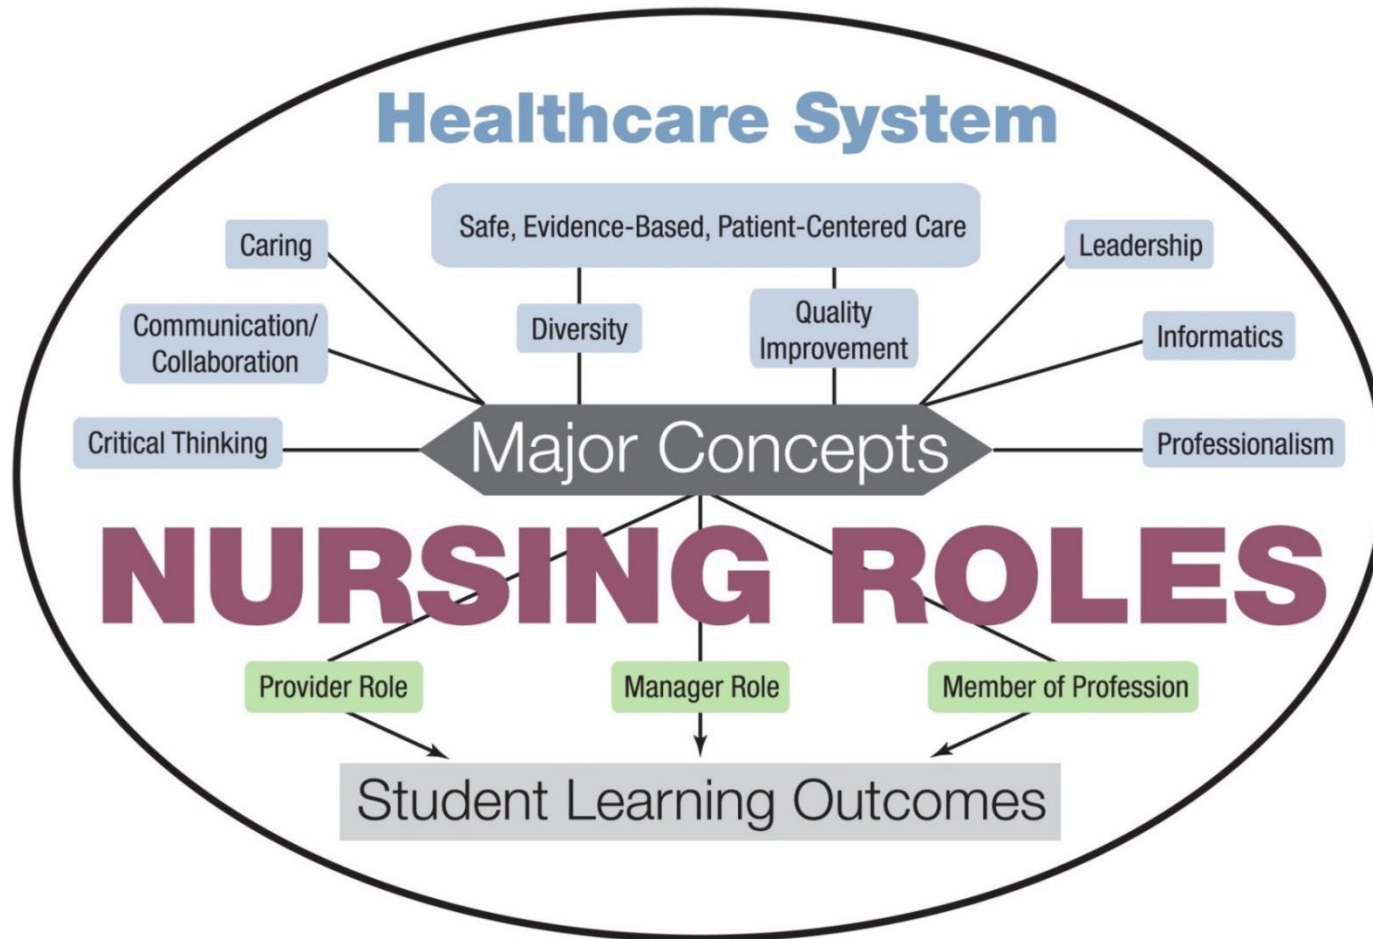 Healthcare System
Safe, Evidence-Based, Patient-Centered Care
Caring
Leadership
Communication/
Collaboration
Diversity
Quality
Improvement
Informatics
Critical Thinking
Major Concepts
Professionalism
NURSING ROLES
Provider Role
Manager Role
Member of Profession
Student Learning Outcomes